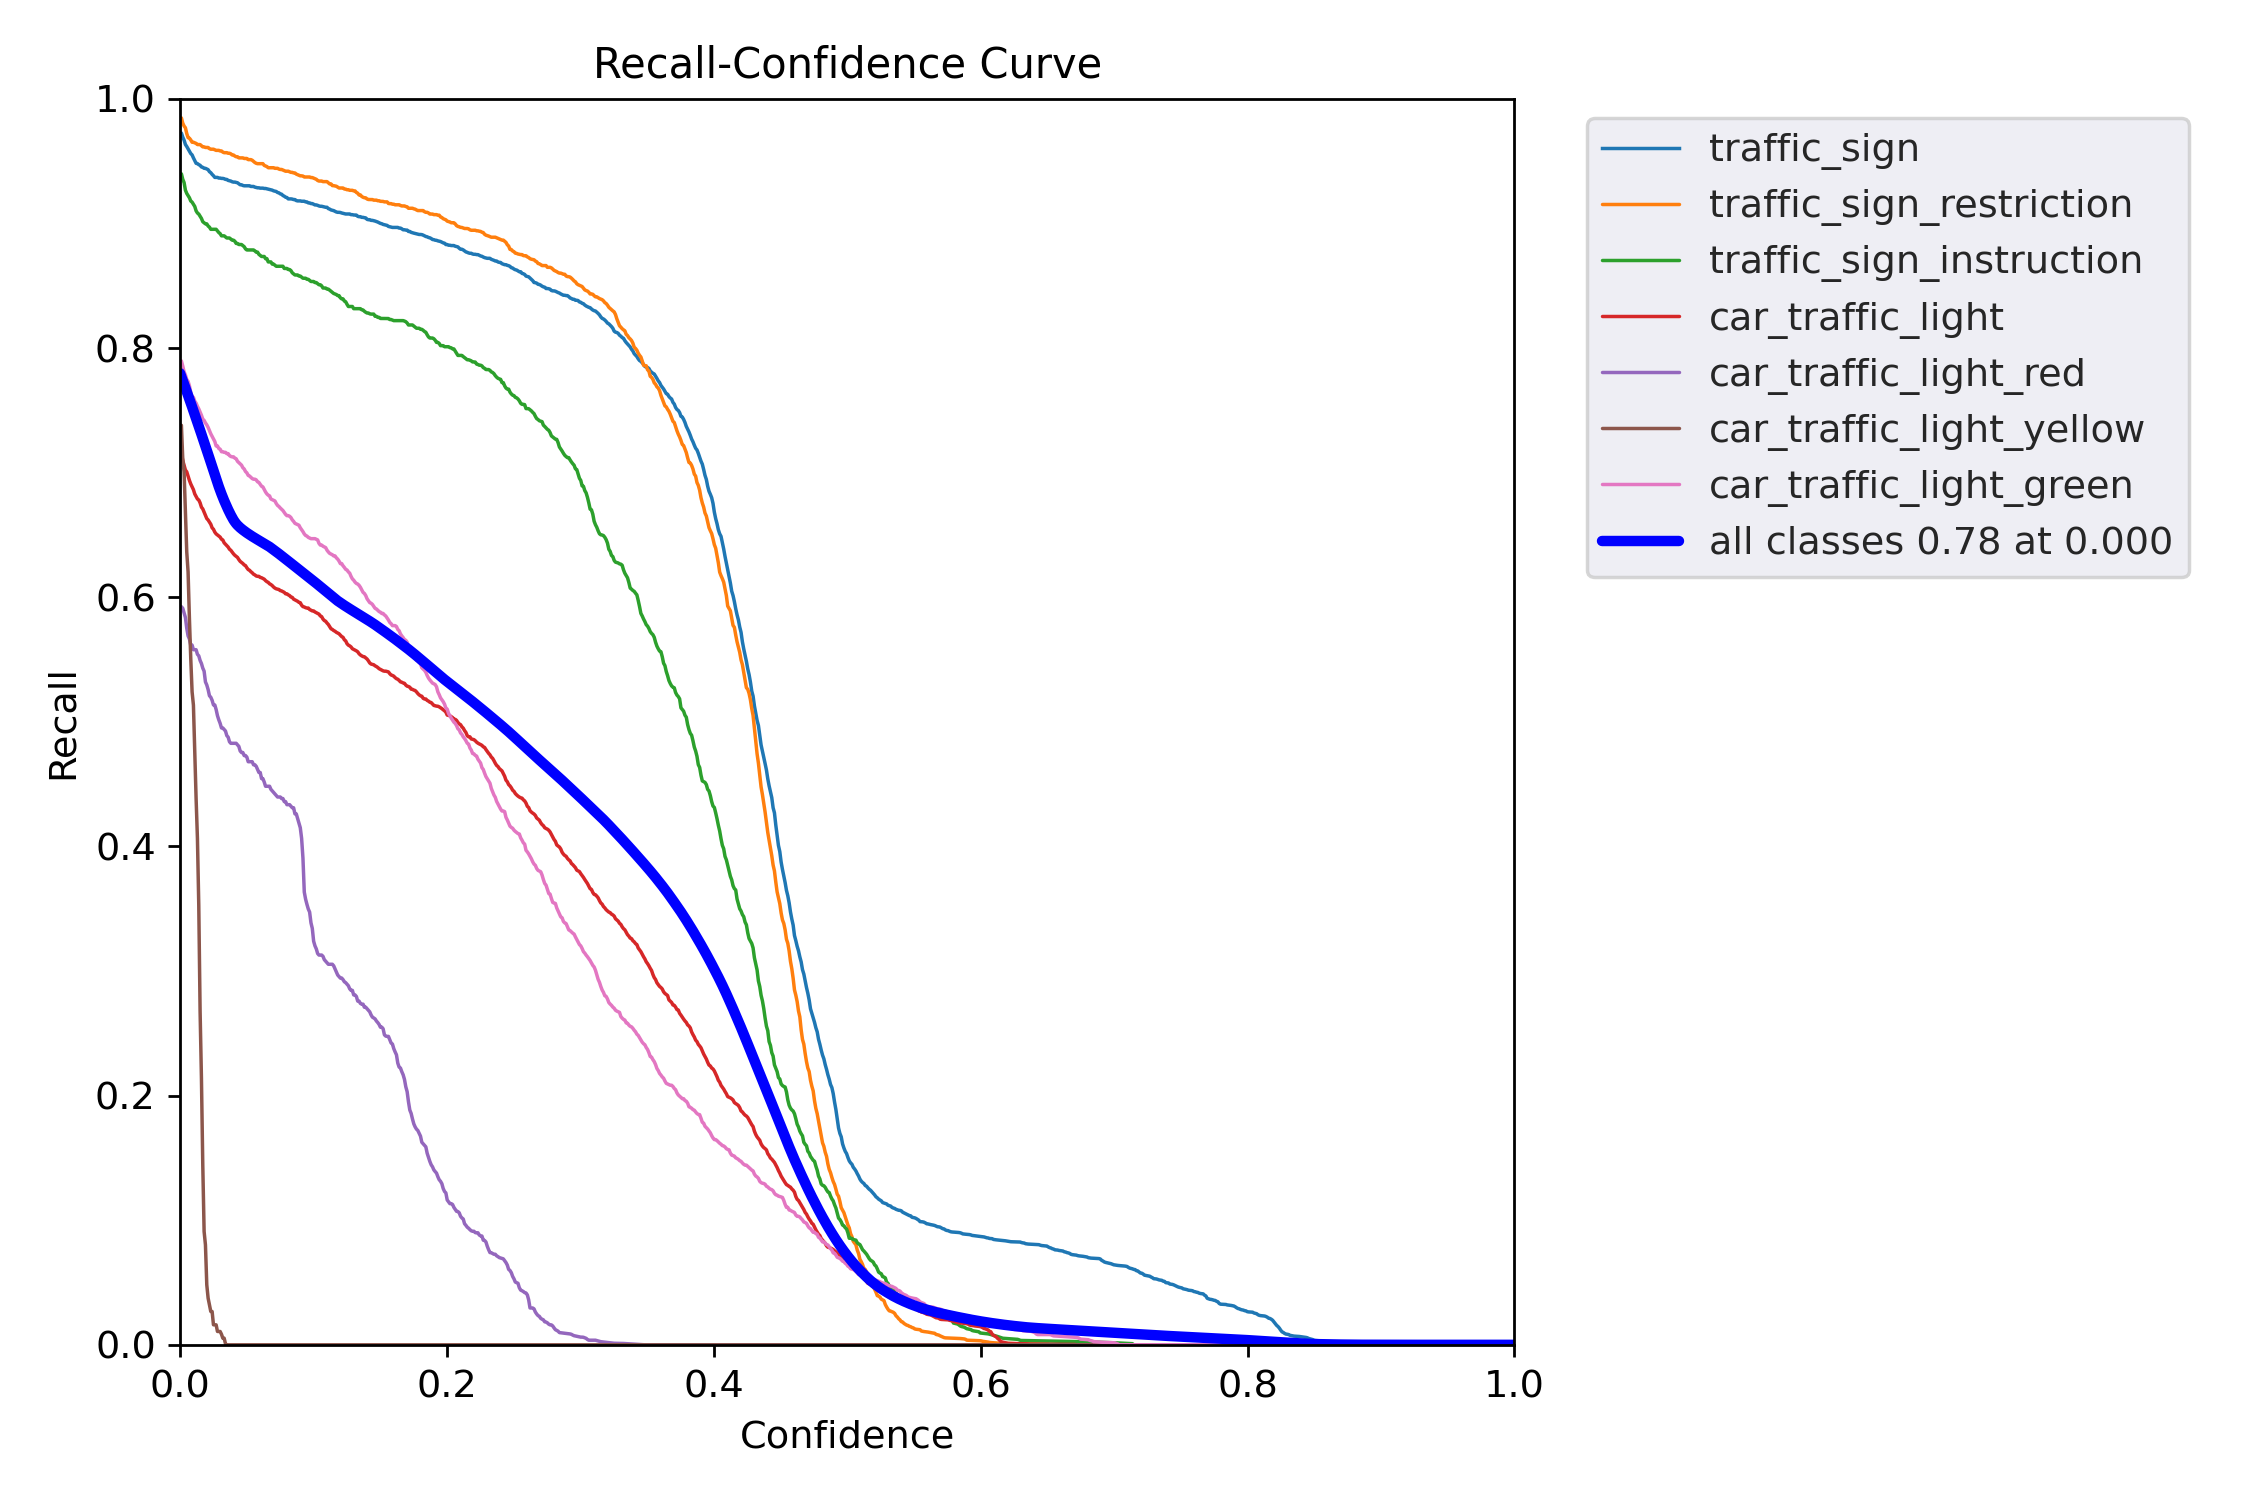 Recall-Confidence Curve
1.0
0.8
0.6
0.4
0.2
0.0
Recall
0.0 0.2 0.4 0.6 0.8 1.0
Confidence
traffic_sign
traffic_sign_restriction
traffic_sign_instruction
car_traffic_light
car_traffic_light_red
car_traffic_light_yellow
car_traffic_light_green
all classes 0.78 at 0.000